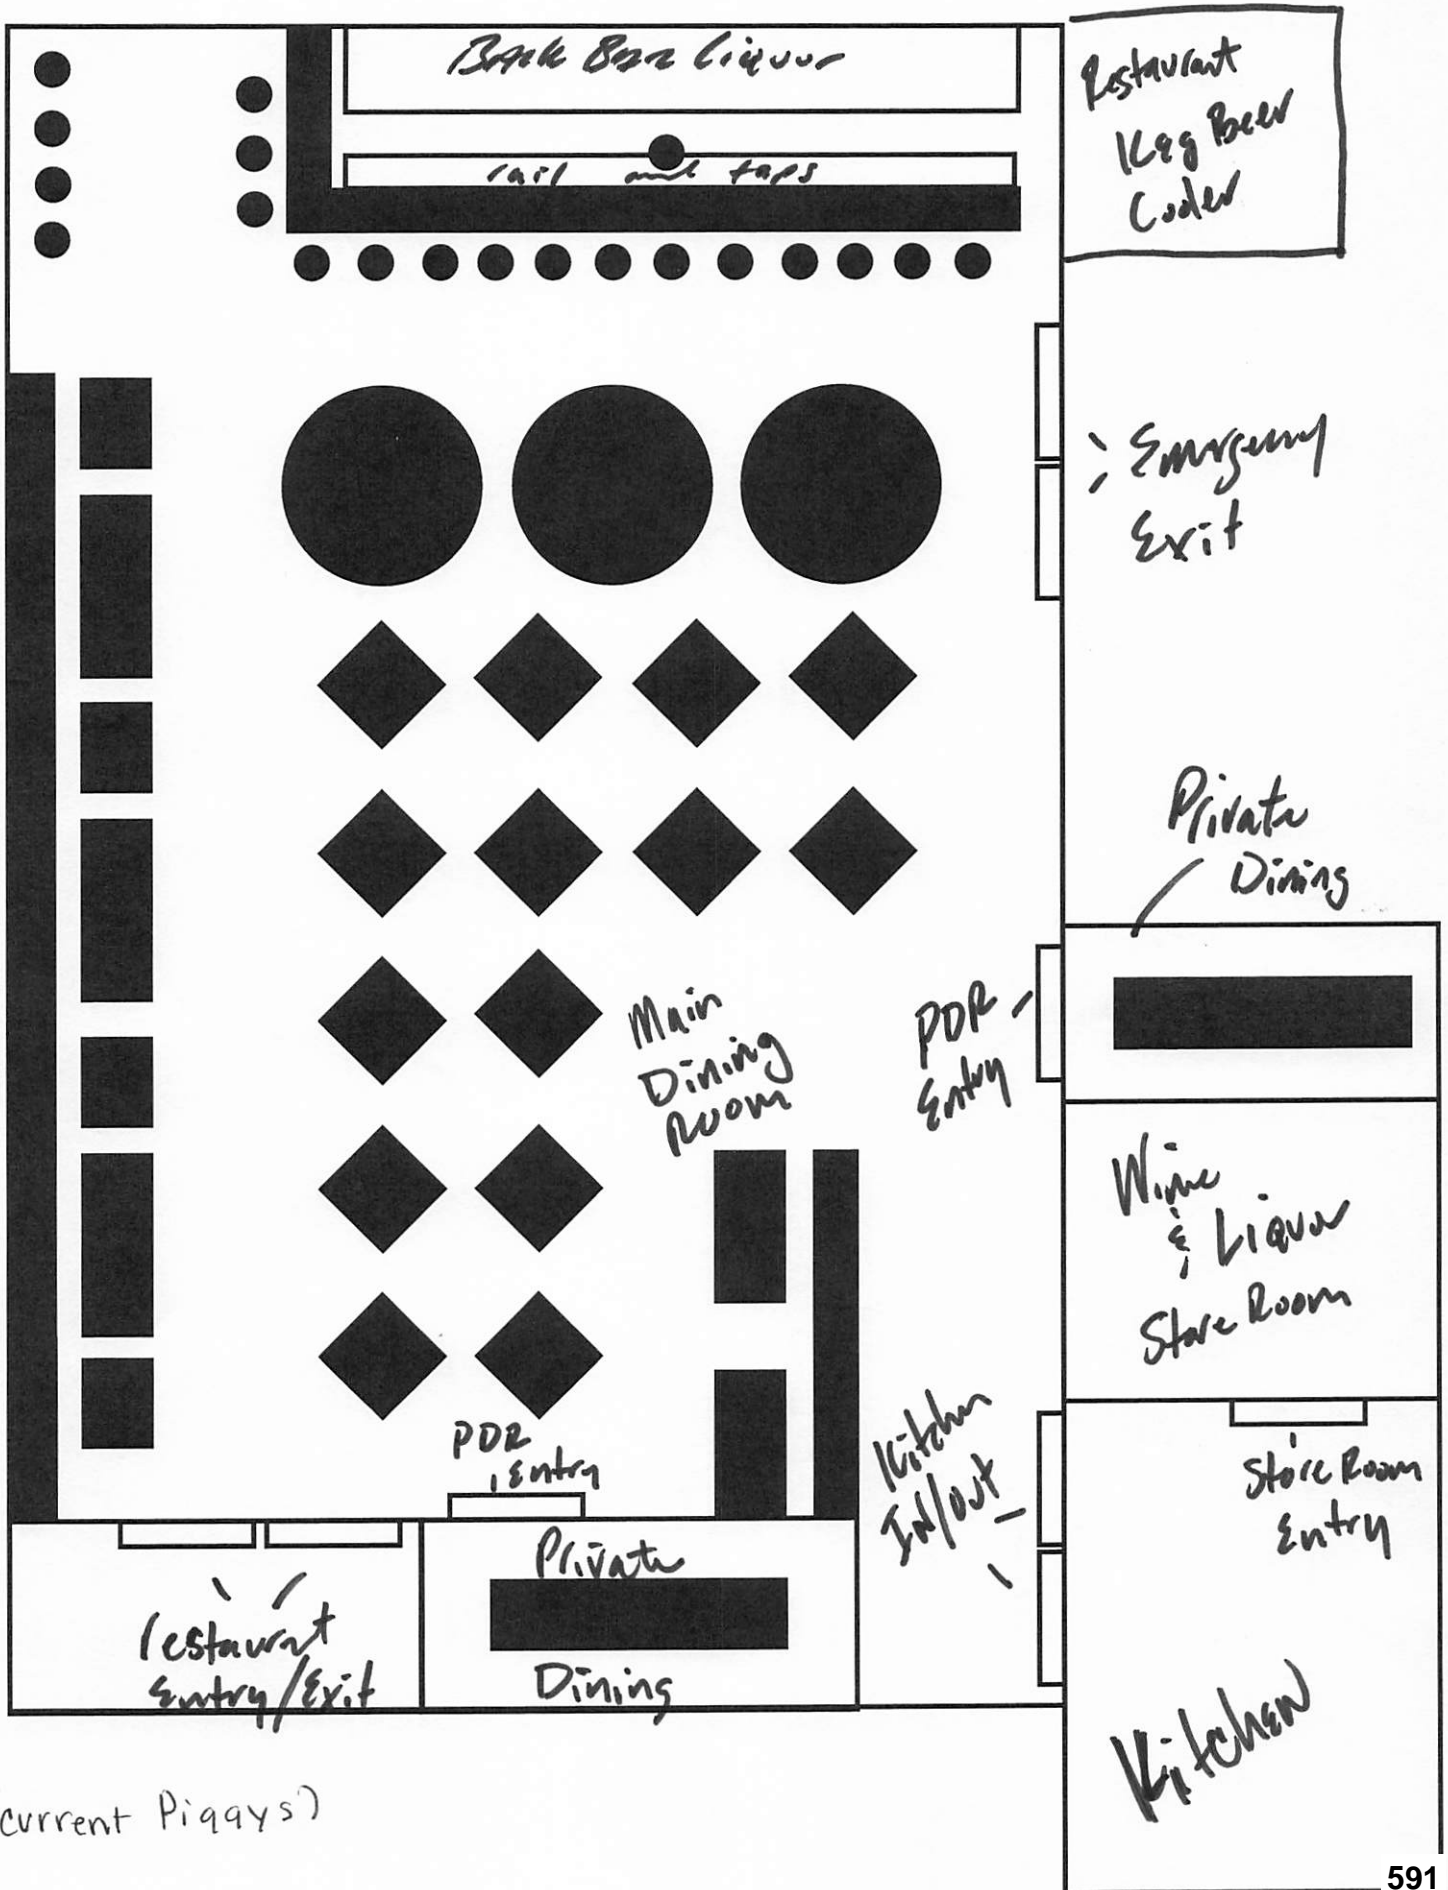 Back Bar Liquor
rail and taps
Restaurant
Keg Beer
Cooler
Emergency
Exit
Private
Dining
PDR
Entry
Main
Dining
Room
Wine
& Liquor
Store Room
Kitchen
IN/out
Store Room
Entry
PDR
Entry
Private
Dining
restaurant
Entry/Exit
Kitchen
current Piggys)
591